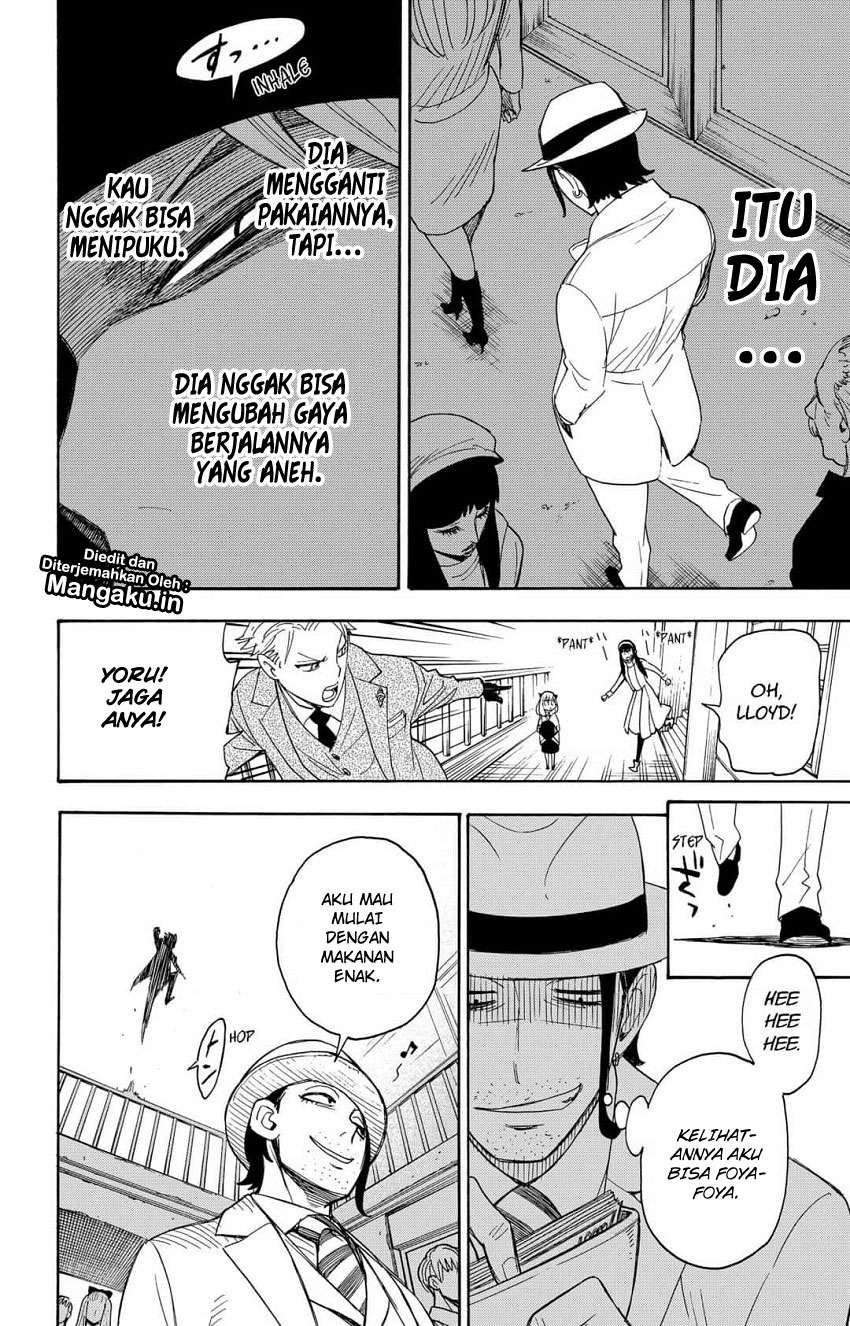 ITU
DIA
...
すっ...
INHALE
DIA
MENGGANTI
PAKAIANNYA,
TAPI...
KAU
NGGAK BISA
MENIPUKU.
DIA NGGAK BISA
MENGUBAH GAYA
BERJALANNYA
YANG ANEH.
Diedit dan
Diterjemahkan Oleh :
Mangaku.in
OH,
LLOYD!
*PANT*
*PANT*
YORU!
JAGA
ANYA!
STEP
HEE
HEE
HEE.
KELIHAT-
ANNYA AKU
BISA FOYA-
FOYA.
AKU MAU
MULAI
DENGAN
MAKANAN
ENAK.
HOP